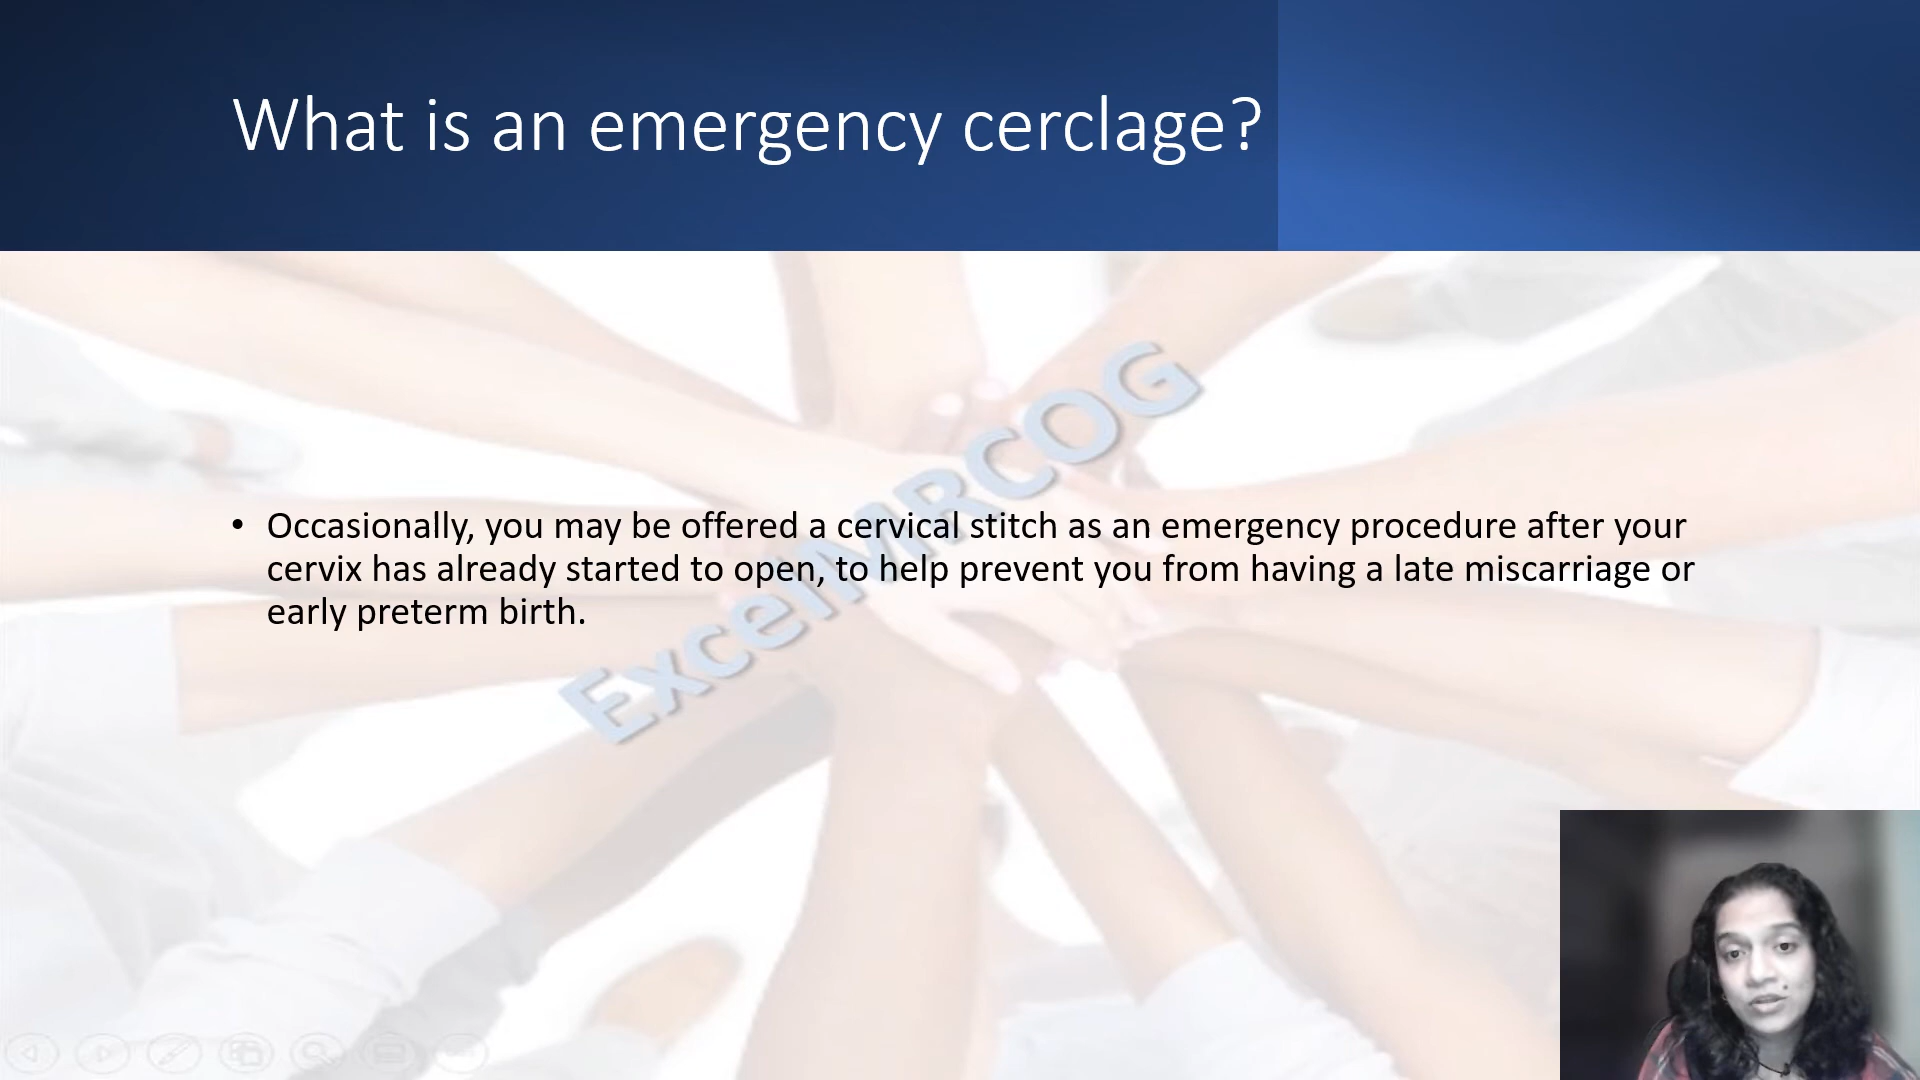 What is an emergency cerclage?
ExcelMRCOG
• Occasionally, you may be offered a cervical stitch as an emergency procedure after your
cervix has already started to open, to help prevent you from having a late miscarriage or
early preterm birth.